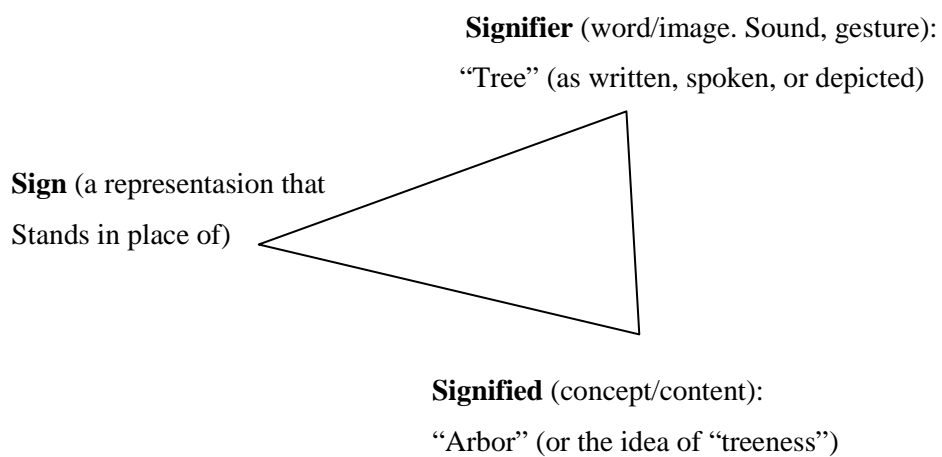 Signifier (word/image. Sound, gesture):
“Tree” (as written, spoken, or depicted)
Sign (a representasion that
Stands in place of)
Signified (concept/content):
“Arbor” (or the idea of “treeness”)